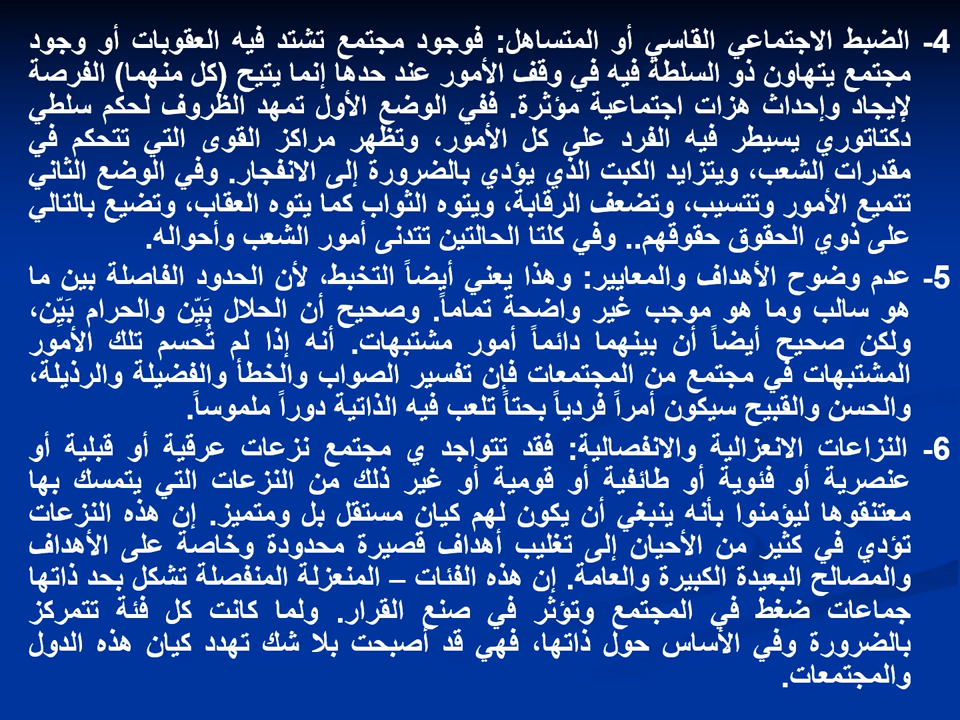 4- الضبط الاجتماعي القاسي أو المتساهل: فوجود مجتمع تشتد فيه العقوبات أو وجود
مجتمع يتهاون ذو السلطة فيه في وقف الأمور عند حدها إنما يتيح (كل منهما) الفرصة
لإيجاد وإحداث هزات اجتماعية مؤثرة. ففي الوضع الأول تمهد الظروف لحكم سلطي
دكتاتوري يسيطر فيه الفرد علي كل الأمور، وتظهر مراكز القوى التي تتحكم في
مقدرات الشعب، ويتزايد الكبت الذي يؤدي بالضرورة إلى الانفجار. وفي الوضع الثاني
تتميع الأمور وتتسيب، وتضعف الرقابة، ويتوه الثواب كما يتوه العقاب، وتضيع بالتالي
على ذوي الحقوق حقوقهم.. وفي كلتا الحالتين تتدنى أمور الشعب وأحواله.
5- عدم وضوح الأهداف والمعايير: وهذا يعني أيضاً التخبط، لأن الحدود الفاصلة بين ما
هو سالب وما هو موجب غير واضحة تماماً. وصحيح أن الحلال بَيِّن والحرام بَيِّن،
ولكن صحيح أيضاً أن بينهما دائماً أمور مشتبهات. أنه إذا لم تُحسم تلك الأمور
المشتبهات في مجتمع من المجتمعات فإن تفسير الصواب والخطأ والفضيلة والرذيلة،
والحسن والقبيح سيكون أمراً فردياً بحتاً تلعب فيه الذاتية دوراً ملموساً.
6- النزاعات الانعزالية والانفصالية: فقد تتواجد ي مجتمع نزعات عرقية أو قبلية أو
عنصرية أو فئوية أو طائفية أو قومية أو غير ذلك من النزعات التي يتمسك بها
معتنقوها ليؤمنوا بأنه ينبغي أن يكون لهم كيان مستقل بل ومتميز. إن هذه النزعات
تؤدي في كثير من الأحيان إلى تغليب أهداف قصيرة محدودة وخاصة على الأهداف
والمصالح البعيدة الكبيرة والعامة. إن هذه الفئات – المنعزلة المنفصلة تشكل بحد ذاتها
جماعات ضغط في المجتمع وتؤثر في صنع القرار. ولما كانت كل فئة تتمركز
بالضرورة وفي الأساس حول ذاتها، فهي قد أصبحت بلا شك تهدد كيان هذه الدول
والمجتمعات.